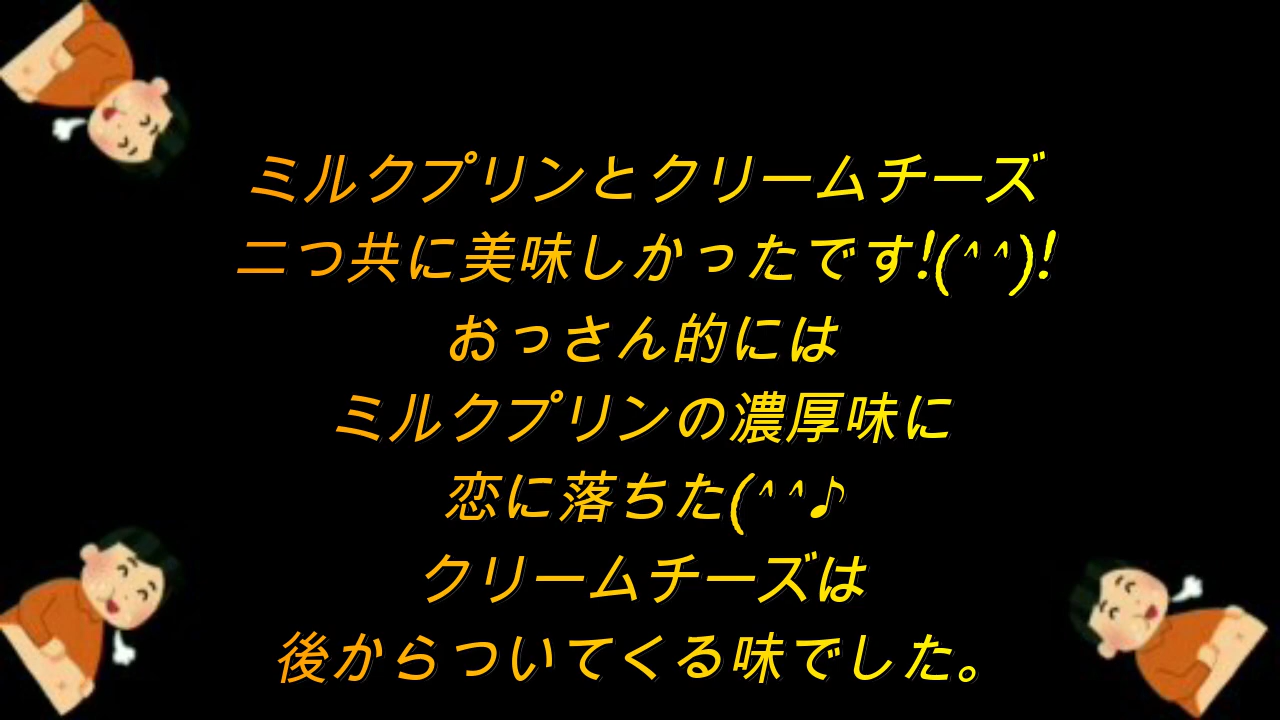 ミルクプリンとクリームチーズ
二つ共に美味しかったです!(^^)!
おっさん的には
ミルクプリンの濃厚味に
恋に落ちた(^^♪
クリームチーズは
後からついてくる味でした。